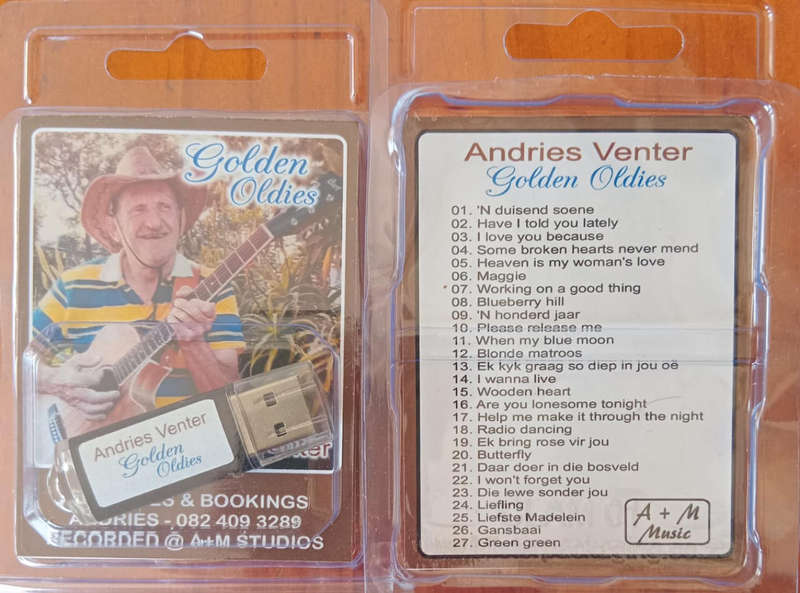 Golden
Oldies
Andries Venter
Golden
Oldies
& BOOKINGS
ANDRIES - 082 409 3289
RECORDED @ A+M STUDIOS
Andries Venter
Golden Oldies
01. 'N duisend soene
02. Have I told you lately
03. I love you because
04. Some broken hearts never mend
05. Heaven is my woman's love
06. Maggie
07. Working on a good thing
08. Blueberry hill
09. 'N honderd jaar
10. Please release me
11. When my blue moon
12. Blonde matroos
13. Ek kyk graag so diep in jou oë
14. I wanna live
15. Wooden heart
16. Are you lonesome tonight
17. Help me make it through the night
18. Radio dancing
19. Ek bring rose vir jou
20. Butterfly
21. Daar doer in die bosveld
22. I won't forget you
23. Die lewe sonder jou
24. Liefling
25. Liefste Madelein
26. Gansbaai
27. Green green
A + M
Music